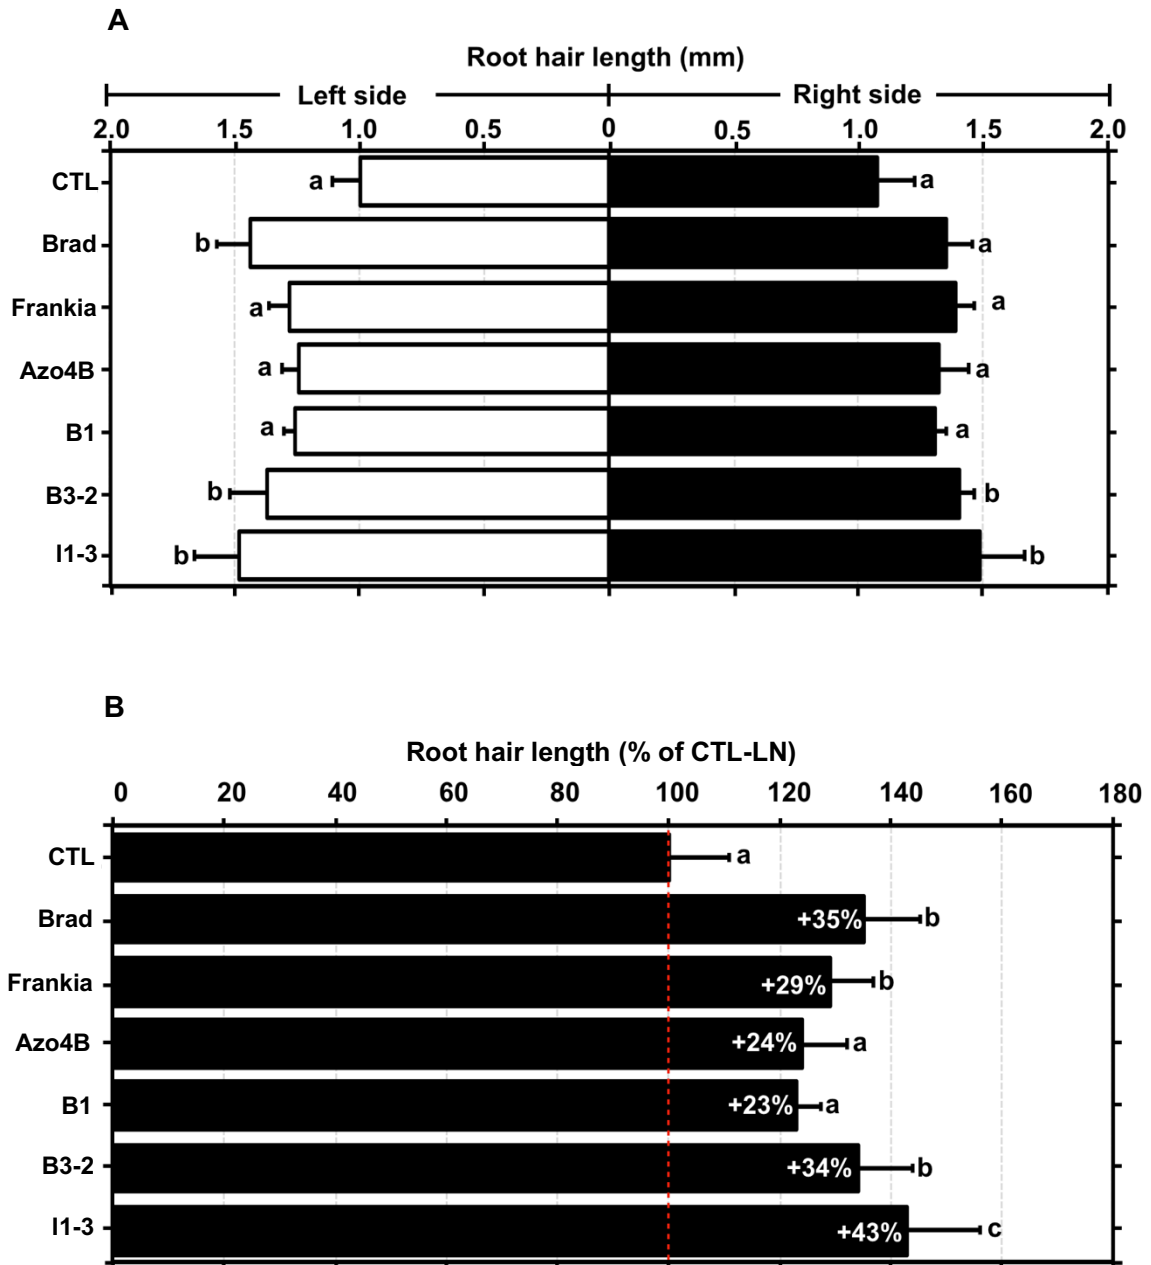 A
Root hair length (mm)
Left side Right side
2.0 1.5 1.0 0.5 0 0.5 1.0 1.5 2.0
a CTL a
b Brad a
a Frankia a
a Azo4B a
a B1 a
b B3-2 b
b I1-3 b
B
Root hair length (% of CTL-LN)
0 20 40 60 80 100 120 140 160 180
CTL a
Brad +35% b
Frankia +29% b
Azo4B +24% a
B1 +23% a
B3-2 +34% b
I1-3 +43% c